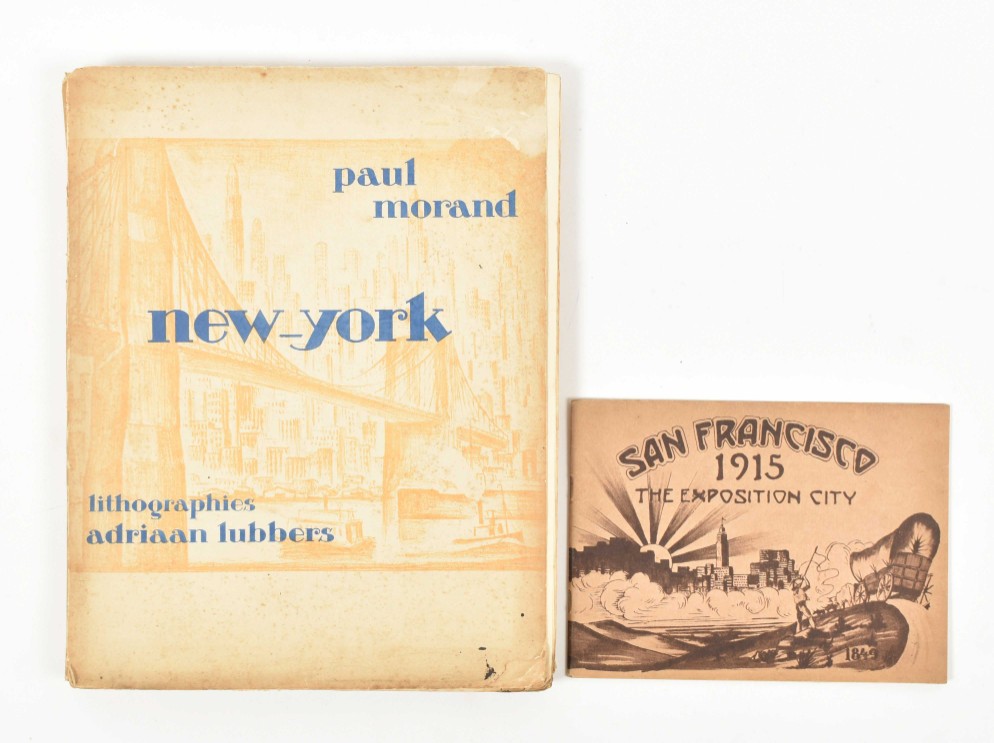 paul
morand
new-york
lithographies
adriaan lubbers
SAN FRANCISCO
1915
THE EXPOSITION CITY
1849